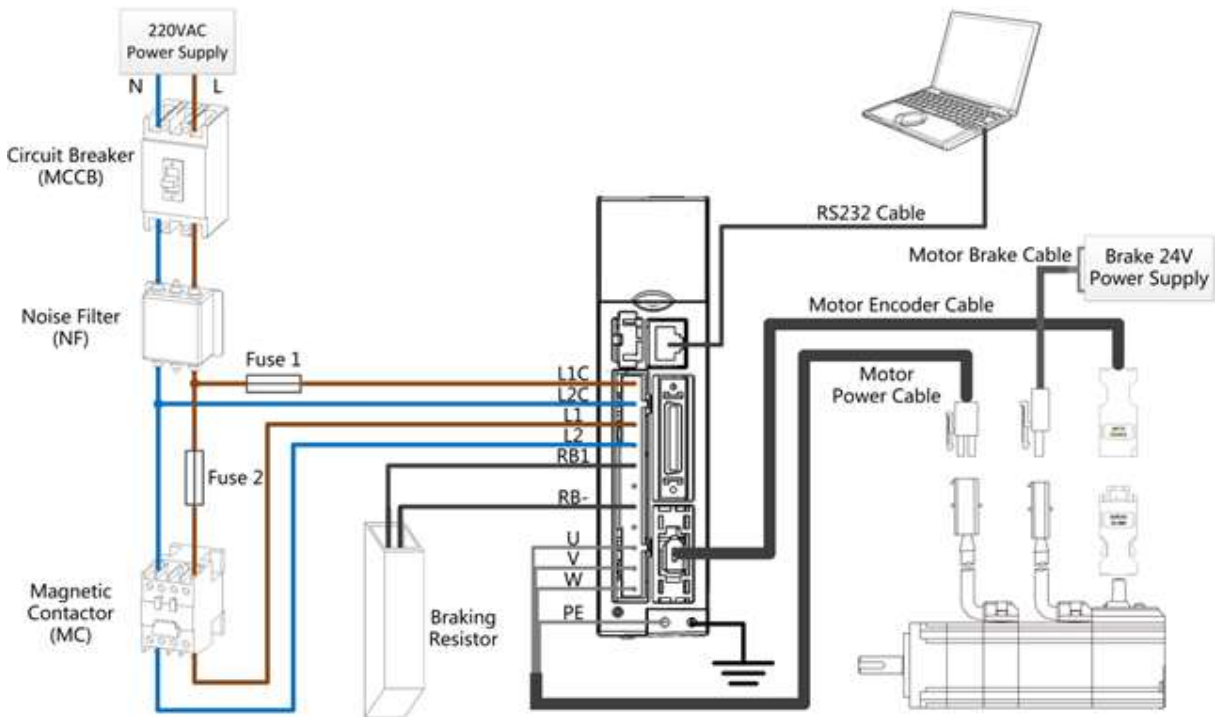 220VAC
Power Supply
N
L
Circuit Breaker
(MCCB)
RS232 Cable
Motor Brake Cable
Brake 24V
Power Supply
Motor Encoder Cable
Noise Filter
(NF)
Fuse 1
L1C
L2C
L1
L2
RB1
RB-
Motor
Power Cable
Fuse 2
U
V
W
PE
Magnetic
Contactor
(MC)
Braking
Resistor